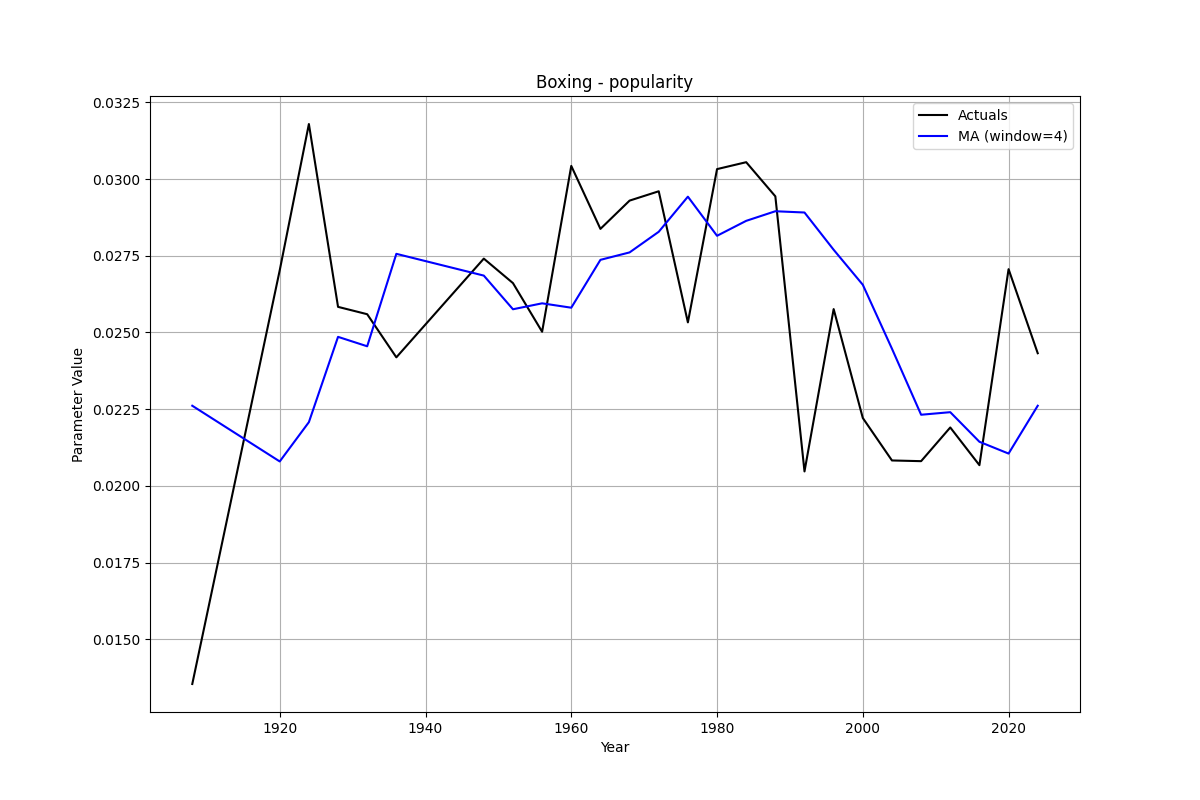 Boxing - popularity
Actuals
MA (window=4)
Parameter Value
0.0325
0.0300
0.0275
0.0250
0.0225
0.0200
0.0175
0.0150
1920 1940 1960 1980 2000 2020
Year